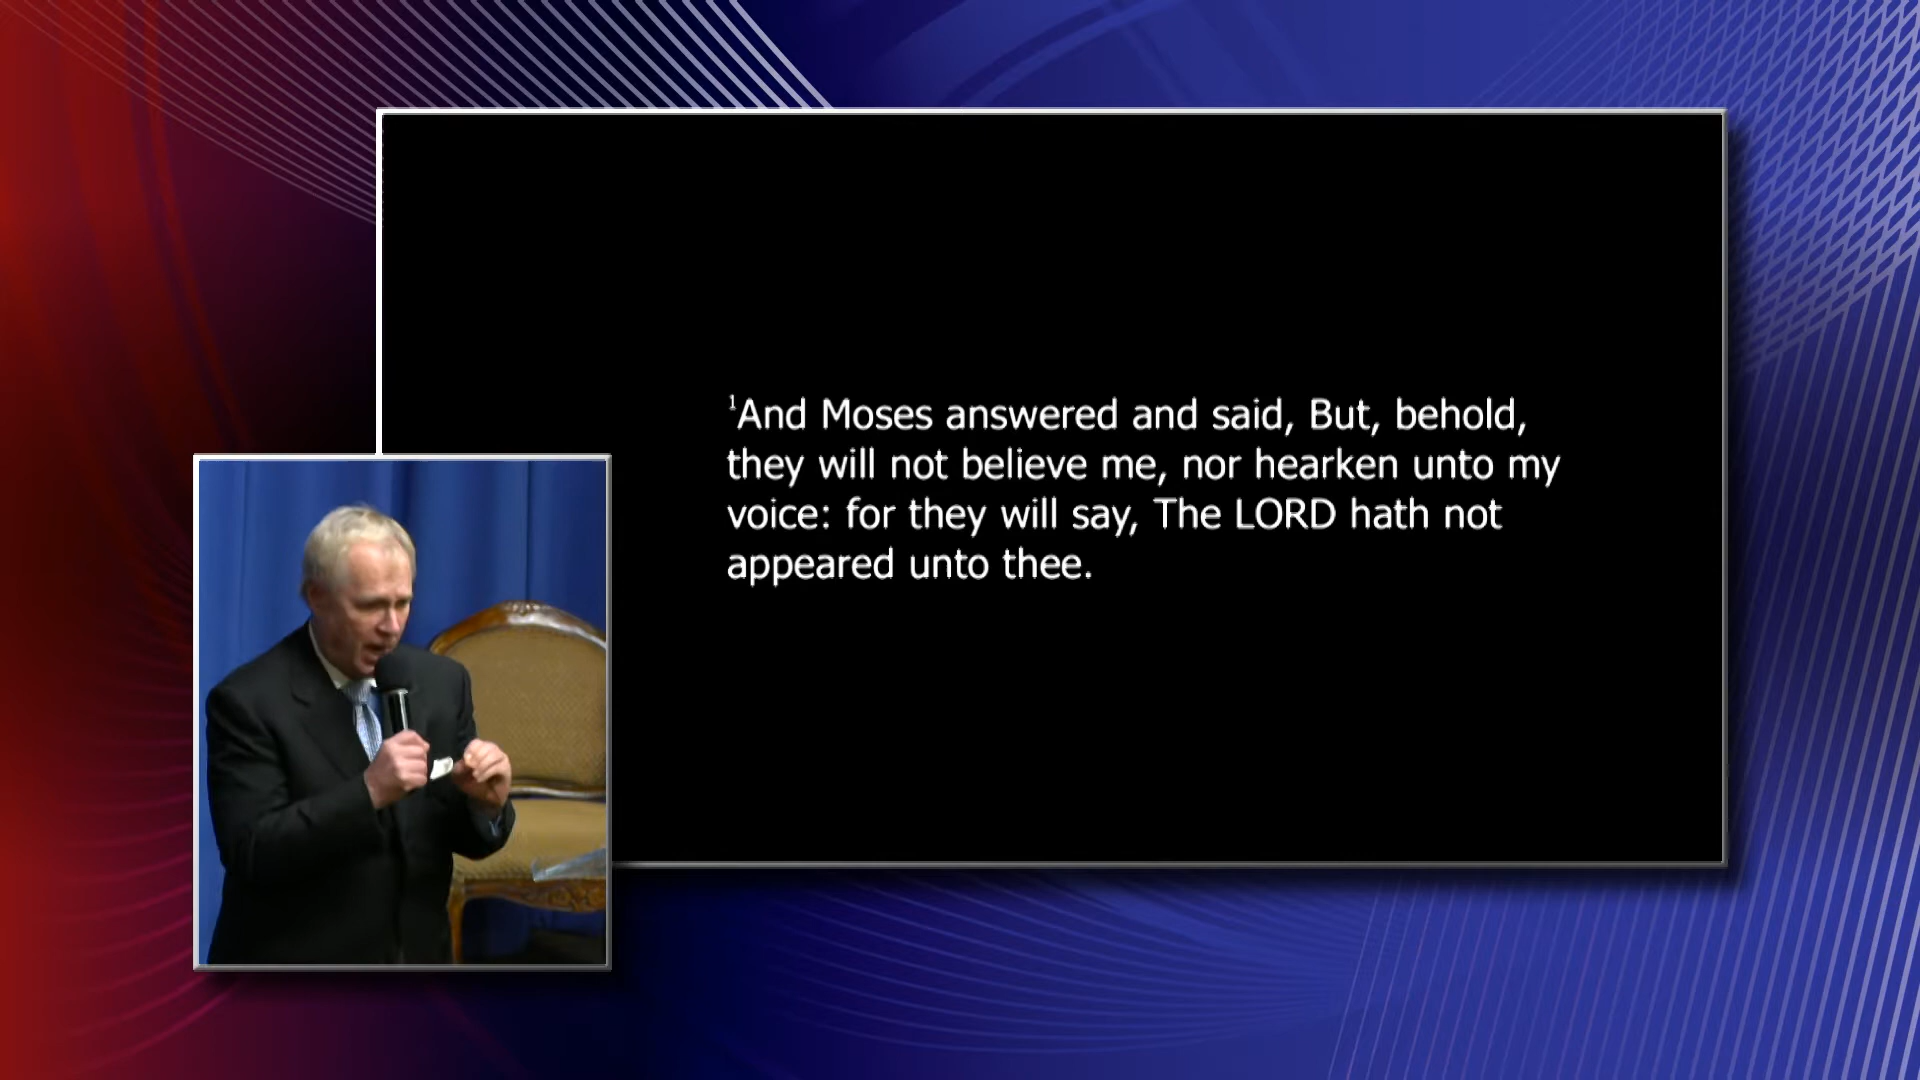 ¹And Moses answered and said, But, behold,
they will not believe me, nor hearken unto my
voice: for they will say, The LORD hath not
appeared unto thee.